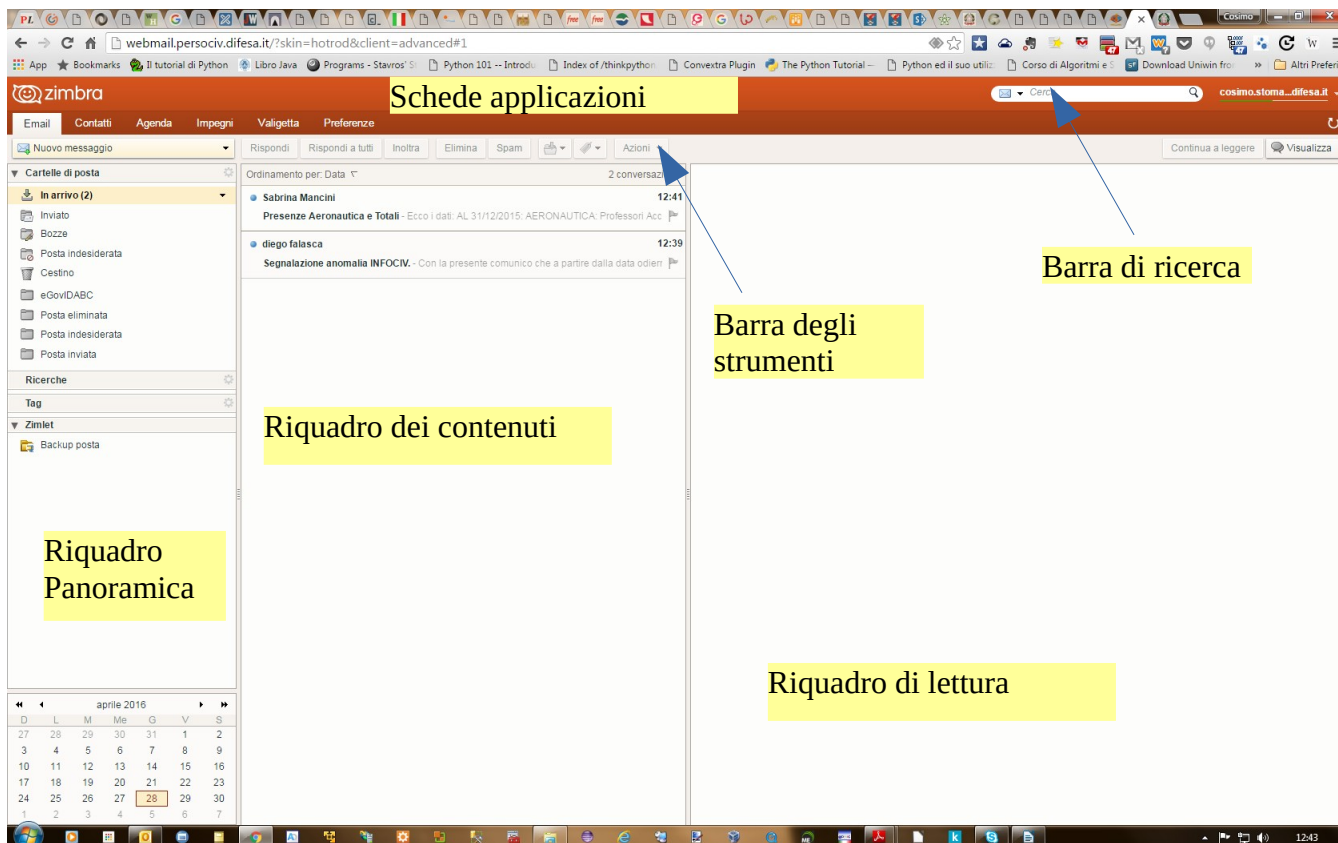 Cosimo
webmail.persociv.difesa.it/?skin=hotrod&client=advanced#1
App Bookmarks Il tutorial di Python Libro Java Programs - Stavros' S Python 101 -- Introdu Index of /thinkpython Convextra Plugin The Python Tutorial — Python ed il suo utiliz Corso di Algoritmi e S Download Uniwin fro » Altri Preferi
zimbra
Schede applicazioni
Cerc
cosimo.stoma...difesa.it
Email Contatti Agenda Impegni Valigetta Preferenze
Nuovo messaggio
Rispondi Rispondi a tutti Inoltra Elimina Spam Azioni
Continua a leggere Visualizza
Cartelle di posta
Ordinamento per: Data
2 conversazi
In arrivo (2)
Inviato
Bozze
Posta indesiderata
Cestino
eGovIDABC
Posta eliminata
Posta indesiderata
Posta inviata
Ricerche
Tag
Zimlet
Backup posta
Sabrina Mancini 12:41
Presenze Aeronautica e Totali - Ecco i dati: AL 31/12/2015: AERONAUTICA: Professori Acc
diego falasca 12:39
Segnalazione anomalia INFOCIV. - Con la presente comunico che a partire dalla data odiern
Barra di ricerca
Barra degli
strumenti
Riquadro dei contenuti
Riquadro
Panoramica
Riquadro di lettura
aprile 2016
D L M Me G V S
27 28 29 30 31 1 2
3 4 5 6 7 8 9
10 11 12 13 14 15 16
17 18 19 20 21 22 23
24 25 26 27 28 29 30
1 2 3 4 5 6 7
12:43